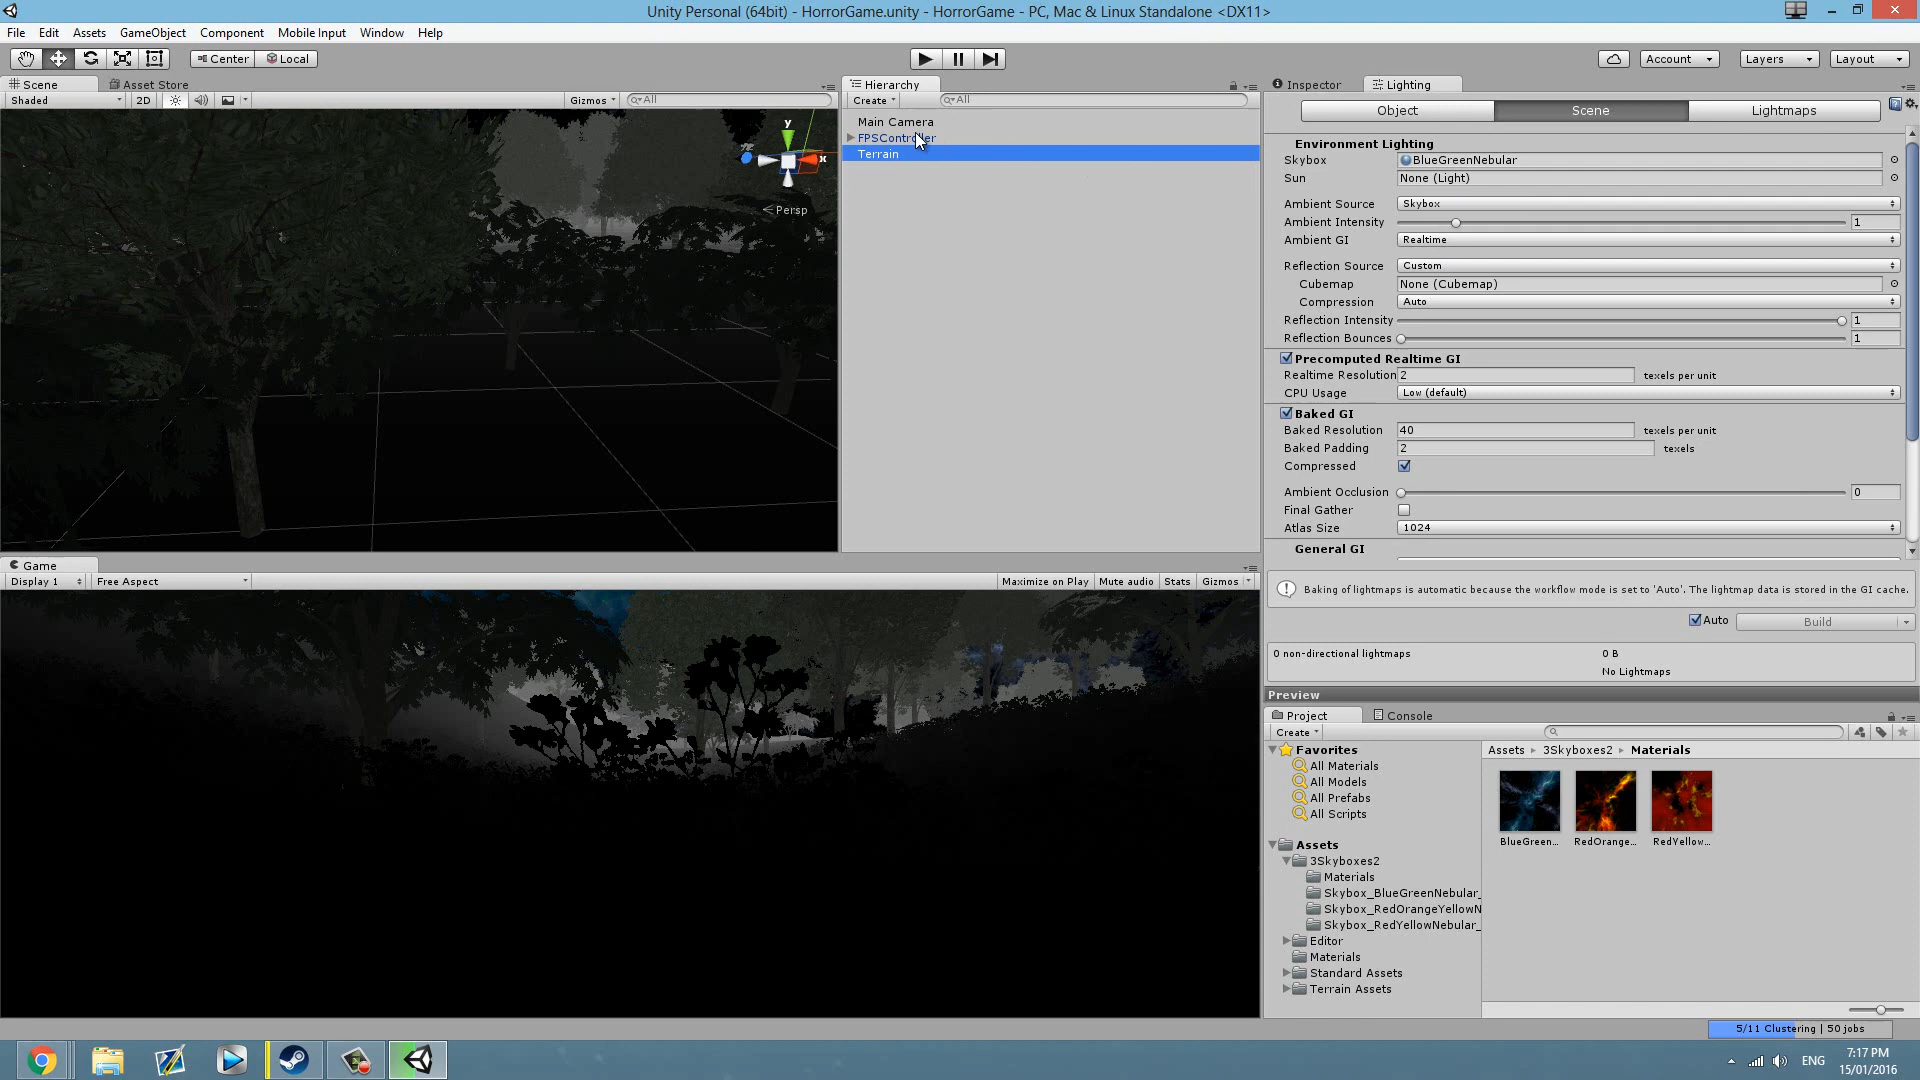 Unity Personal (64bit) - HorrorGame.unity - HorrorGame - PC, Mac & Linux Standalone <DX11>
File Edit Assets GameObject Component Mobile Input Window Help
Center Local Account Layers Layout
Scene Asset Store
Shaded 2D Gizmos All
y
x
Persp
Hierarchy
Create All
Main Camera
FPSController
Terrain
Inspector Lighting
Object Scene Lightmaps
Environment Lighting
Skybox BlueGreenNebular
Sun None (Light)
Ambient Source Skybox
Ambient Intensity 1
Ambient GI Realtime
Reflection Source Custom
Cubemap None (Cubemap)
Compression Auto
Reflection Intensity 1
Reflection Bounces 1
Precomputed Realtime GI
Realtime Resolution 2 texels per unit
CPU Usage Low (default)
Baked GI
Baked Resolution 40 texels per unit
Baked Padding 2 texels
Compressed
Ambient Occlusion 0
Final Gather
Atlas Size 1024
General GI
Baking of lightmaps is automatic because the workflow mode is set to 'Auto'. The lightmap data is stored in the GI cache.
Auto Build
0 non-directional lightmaps 0 B
No Lightmaps
Preview
Game
Display 1 Free Aspect Maximize on Play Mute audio Stats Gizmos
Project Console
Create
Favorites
All Materials
All Models
All Prefabs
All Scripts
Assets
3Skyboxes2
Materials
Skybox_BlueGreenNebular_
Skybox_RedOrangeYellowN
Skybox_RedYellowNebular_
Editor
Materials
Standard Assets
Terrain Assets
Assets 3Skyboxes2 Materials
BlueGreen... RedOrange... RedYellow...
5/11 Clustering | 50 jobs
ENG
7:17 PM
15/01/2016